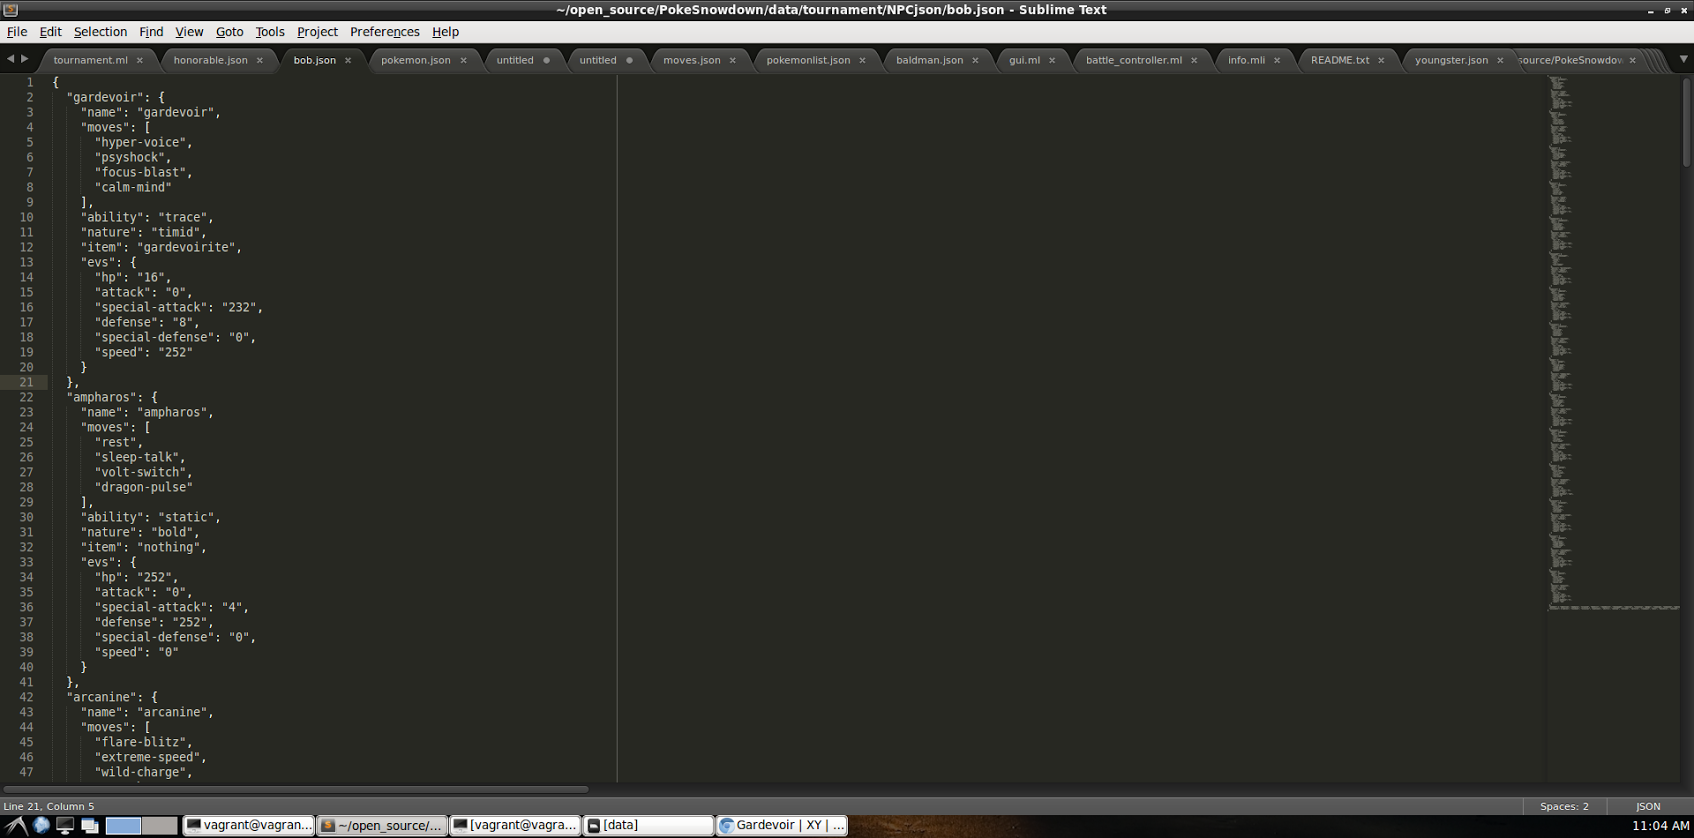 ~/open_source/PokeSnowdown/data/tournament/NPCjson/bob.json - Sublime Text
File Edit Selection Find View Goto Tools Project Preferences Help
tournament.ml honorable.json bob.json pokemon.json untitled untitled moves.json pokemonlist.json baldman.json gui.ml battle_controller.ml info.mli README.txt youngster.json source/PokeSnowdow
1 {
2 "gardevoir": {
3 "name": "gardevoir",
4 "moves": [
5 "hyper-voice",
6 "psyshock",
7 "focus-blast",
8 "calm-mind"
9 ],
10 "ability": "trace",
11 "nature": "timid",
12 "item": "gardevoirite",
13 "evs": {
14 "hp": "16",
15 "attack": "0",
16 "special-attack": "232",
17 "defense": "8",
18 "special-defense": "0",
19 "speed": "252"
20 }
21 },
22 "ampharos": {
23 "name": "ampharos",
24 "moves": [
25 "rest",
26 "sleep-talk",
27 "volt-switch",
28 "dragon-pulse"
29 ],
30 "ability": "static",
31 "nature": "bold",
32 "item": "nothing",
33 "evs": {
34 "hp": "252",
35 "attack": "0",
36 "special-attack": "4",
37 "defense": "252",
38 "special-defense": "0",
39 "speed": "0"
40 }
41 },
42 "arcanine": {
43 "name": "arcanine",
44 "moves": [
45 "flare-blitz",
46 "extreme-speed",
47 "wild-charge",
Line 21, Column 5 Spaces: 2 JSON
vagrant@vagran... ~/open_source/... [vagrant@vagra... [data] Gardevoir | XY | ... 11:04 AM